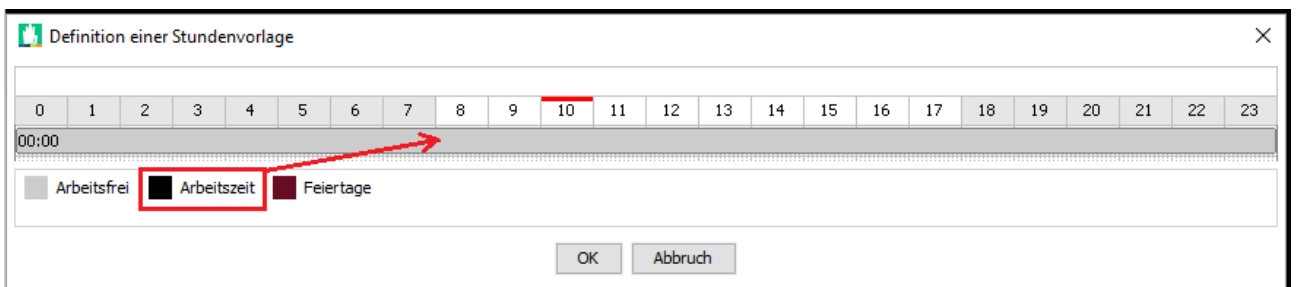 Definition einer Stundenvorlage
0 1 2 3 4 5 6 7 8 9 10 11 12 13 14 15 16 17 18 19 20 21 22 23
00:00
Arbeitsfrei Arbeitszeit Feiertage
OK Abbruch